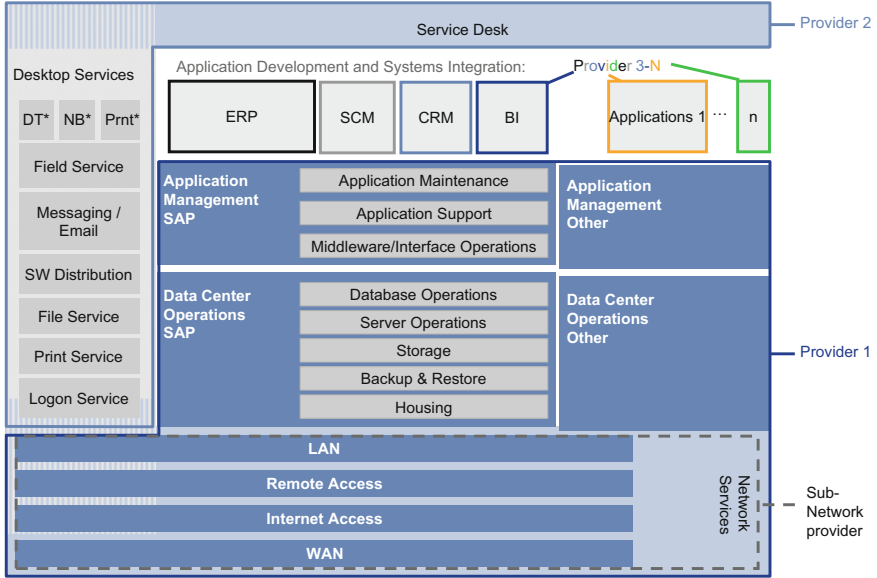 Service Desk
Provider 2
Desktop Services
DT*
NB*
Prnt*
Field Service
Messaging /
Email
SW Distribution
File Service
Print Service
Logon Service
Application Development and Systems Integration:
Provider 3-N
ERP
SCM
CRM
BI
Applications 1
...
n
Application
Management
SAP
Application Maintenance
Application Support
Middleware/Interface Operations
Application
Management
Other
Data Center
Operations
SAP
Database Operations
Server Operations
Storage
Backup & Restore
Housing
Data Center
Operations
Other
Provider 1
LAN
Remote Access
Internet Access
WAN
Network
Services
Sub-
Network
provider